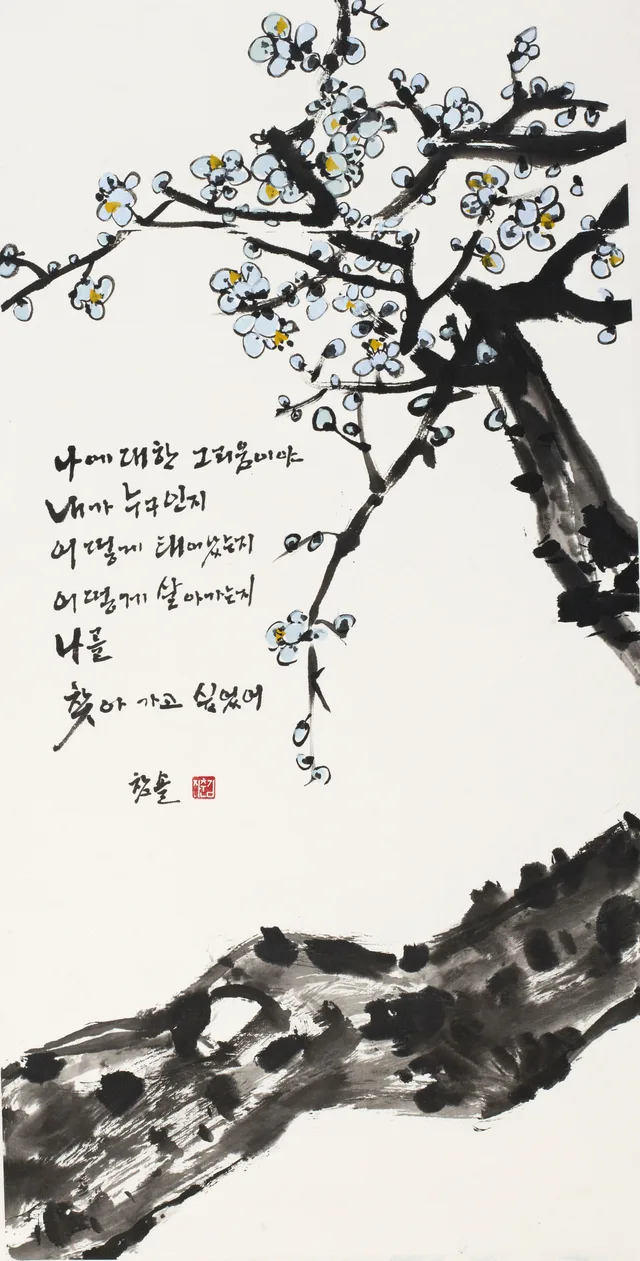 나에 대한 그리움이야
내가 누구인지
어떻게 태어났는지
어떻게 살아가는지
나를
찾아 가고 싶었어
창솔